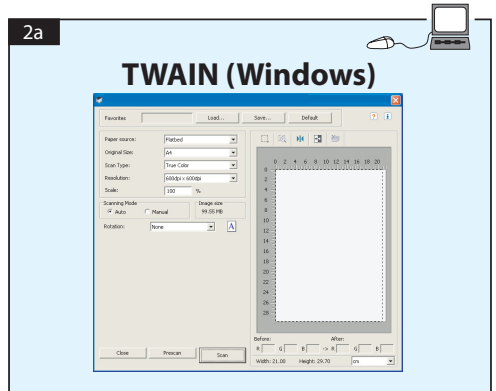 2a
TWAIN (Windows)
Favorites Load... Save... Default ? i
Paper source: Flatbed
Original Size: A4
Scan Type: True Color
Resolution: 600dpi x 600dpi
Scale: 100 %
Scanning Mode Image size
Auto Manual 99.55 MB
Rotation: None A
0 2 4 6 8 10 12 14 16 18 20
0
2
4
6
8
10
12
14
16
18
20
22
24
26
28
Before: After:
R G B -> R G B
Close Prescan Scan
Width: 21.00 Height: 29.70 cm